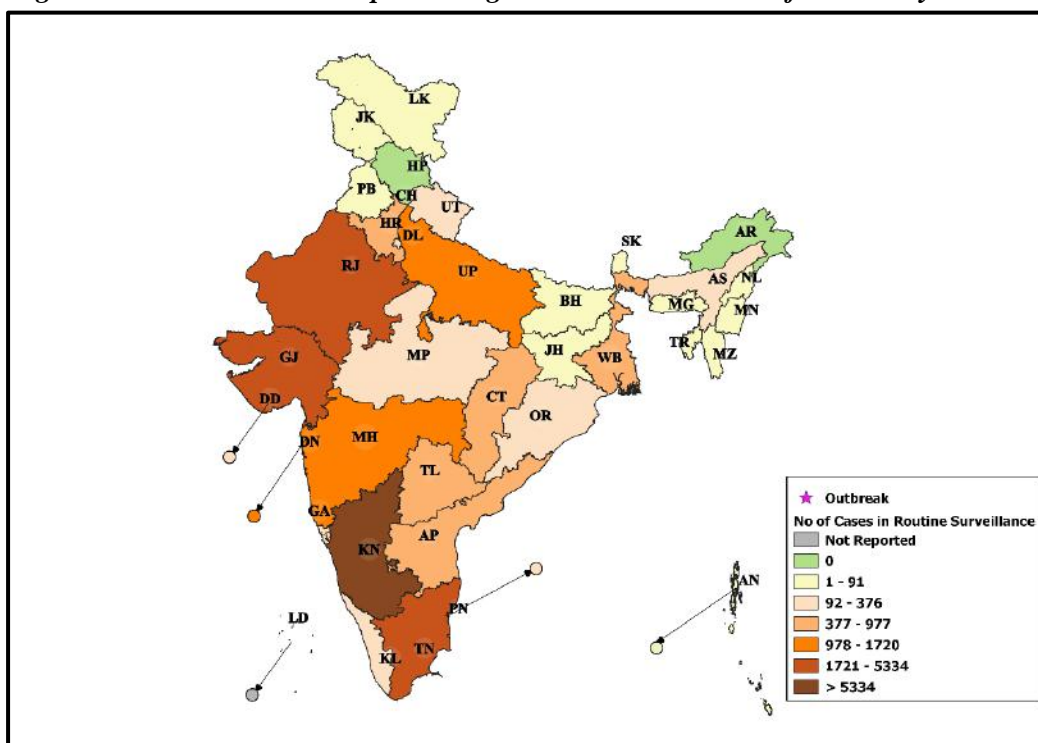 LK
JK
HP
PB
CH
UT
HR
DL
RJ
UP
SK
AR
AS
NL
BH
MG
MN
TR
MZ
JH
WB
GJ
MP
CT
DD
OR
DN
MH
TL
GA
KN
AP
AN
LD
PN
KL
TN
Outbreak
No of Cases in Routine Surveillance
Not Reported
0
1 - 91
92 - 376
377 - 977
978 - 1720
1721 - 5334
> 5334